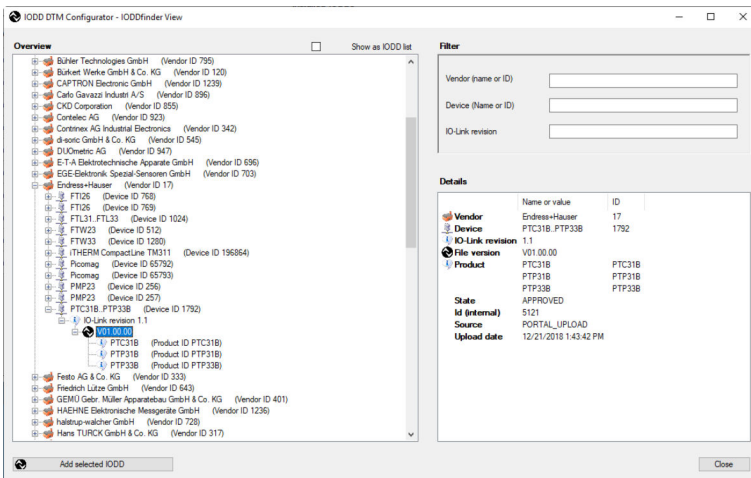 IODD DTM Configurator - IODDfinder View
Overview
Show as IODD list
Bühler Technologies GmbH (Vendor ID 795)
Bürkert Werke GmbH & Co. KG (Vendor ID 120)
CAPTRON Electronic GmbH (Vendor ID 1239)
Carlo Gavazzi Industri A/S (Vendor ID 896)
CKD Corporation (Vendor ID 855)
Contelec AG (Vendor ID 923)
Contrinex AG Industrial Electronics (Vendor ID 342)
di-soric GmbH & Co. KG (Vendor ID 545)
DUOmetric AG (Vendor ID 947)
E-T-A Elektrotechnische Apparate GmbH (Vendor ID 696)
EGE-Elektronik Spezial-Sensoren GmbH (Vendor ID 703)
Endress+Hauser (Vendor ID 17)
FTI26 (Device ID 768)
FTI26 (Device ID 769)
FTL31..FTL33 (Device ID 1024)
FTW23 (Device ID 512)
FTW33 (Device ID 1280)
iTHERM CompactLine TM311 (Device ID 196864)
Picomag (Device ID 65792)
Picomag (Device ID 65793)
PMP23 (Device ID 256)
PMP23 (Device ID 257)
PTC31B..PTP33B (Device ID 1792)
IO-Link revision 1.1
V01.00.00
PTC31B (Product ID PTC31B)
PTP31B (Product ID PTP31B)
PTP33B (Product ID PTP33B)
Festo AG & Co. KG (Vendor ID 333)
Friedrich Lütze GmbH (Vendor ID 643)
GEMÜ Gebr. Müller Apparatebau GmbH & Co. KG (Vendor ID 401)
HAEHNE Elektronische Messgeräte GmbH (Vendor ID 1236)
halstrup-walcher GmbH (Vendor ID 728)
Hans TURCK GmbH & Co. KG (Vendor ID 317)
Add selected IODD
Filter
Vendor (name or ID)
Device (Name or ID)
IO-Link revision
Details
Name or value ID
Vendor Endress+Hauser 17
Device PTC31B..PTP33B 1792
IO-Link revision 1.1
File version V01.00.00
Product PTC31B PTC31B
PTP31B PTP31B
PTP33B PTP33B
State APPROVED
Id (internal) 5121
Source PORTAL_UPLOAD
Upload date 12/21/2018 1:43:42 PM
Close